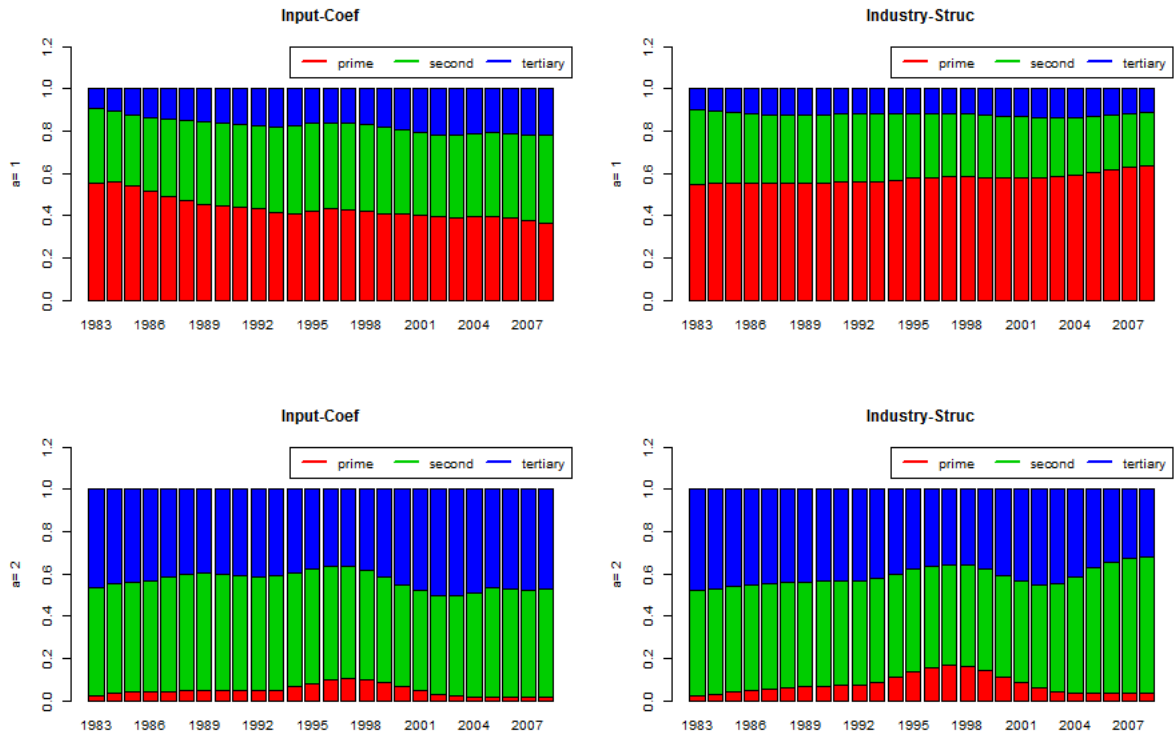 Input-Coef
prime second tertiary
a= 1
0.0 0.2 0.4 0.6 0.8 1.0 1.2
1983 1986 1989 1992 1995 1998 2001 2004 2007
Industry-Struc
prime second tertiary
a= 1
0.0 0.2 0.4 0.6 0.8 1.0 1.2
1983 1986 1989 1992 1995 1998 2001 2004 2007
Input-Coef
prime second tertiary
a= 2
0.0 0.2 0.4 0.6 0.8 1.0 1.2
1983 1986 1989 1992 1995 1998 2001 2004 2007
Industry-Struc
prime second tertiary
a= 2
0.0 0.2 0.4 0.6 0.8 1.0 1.2
1983 1986 1989 1992 1995 1998 2001 2004 2007